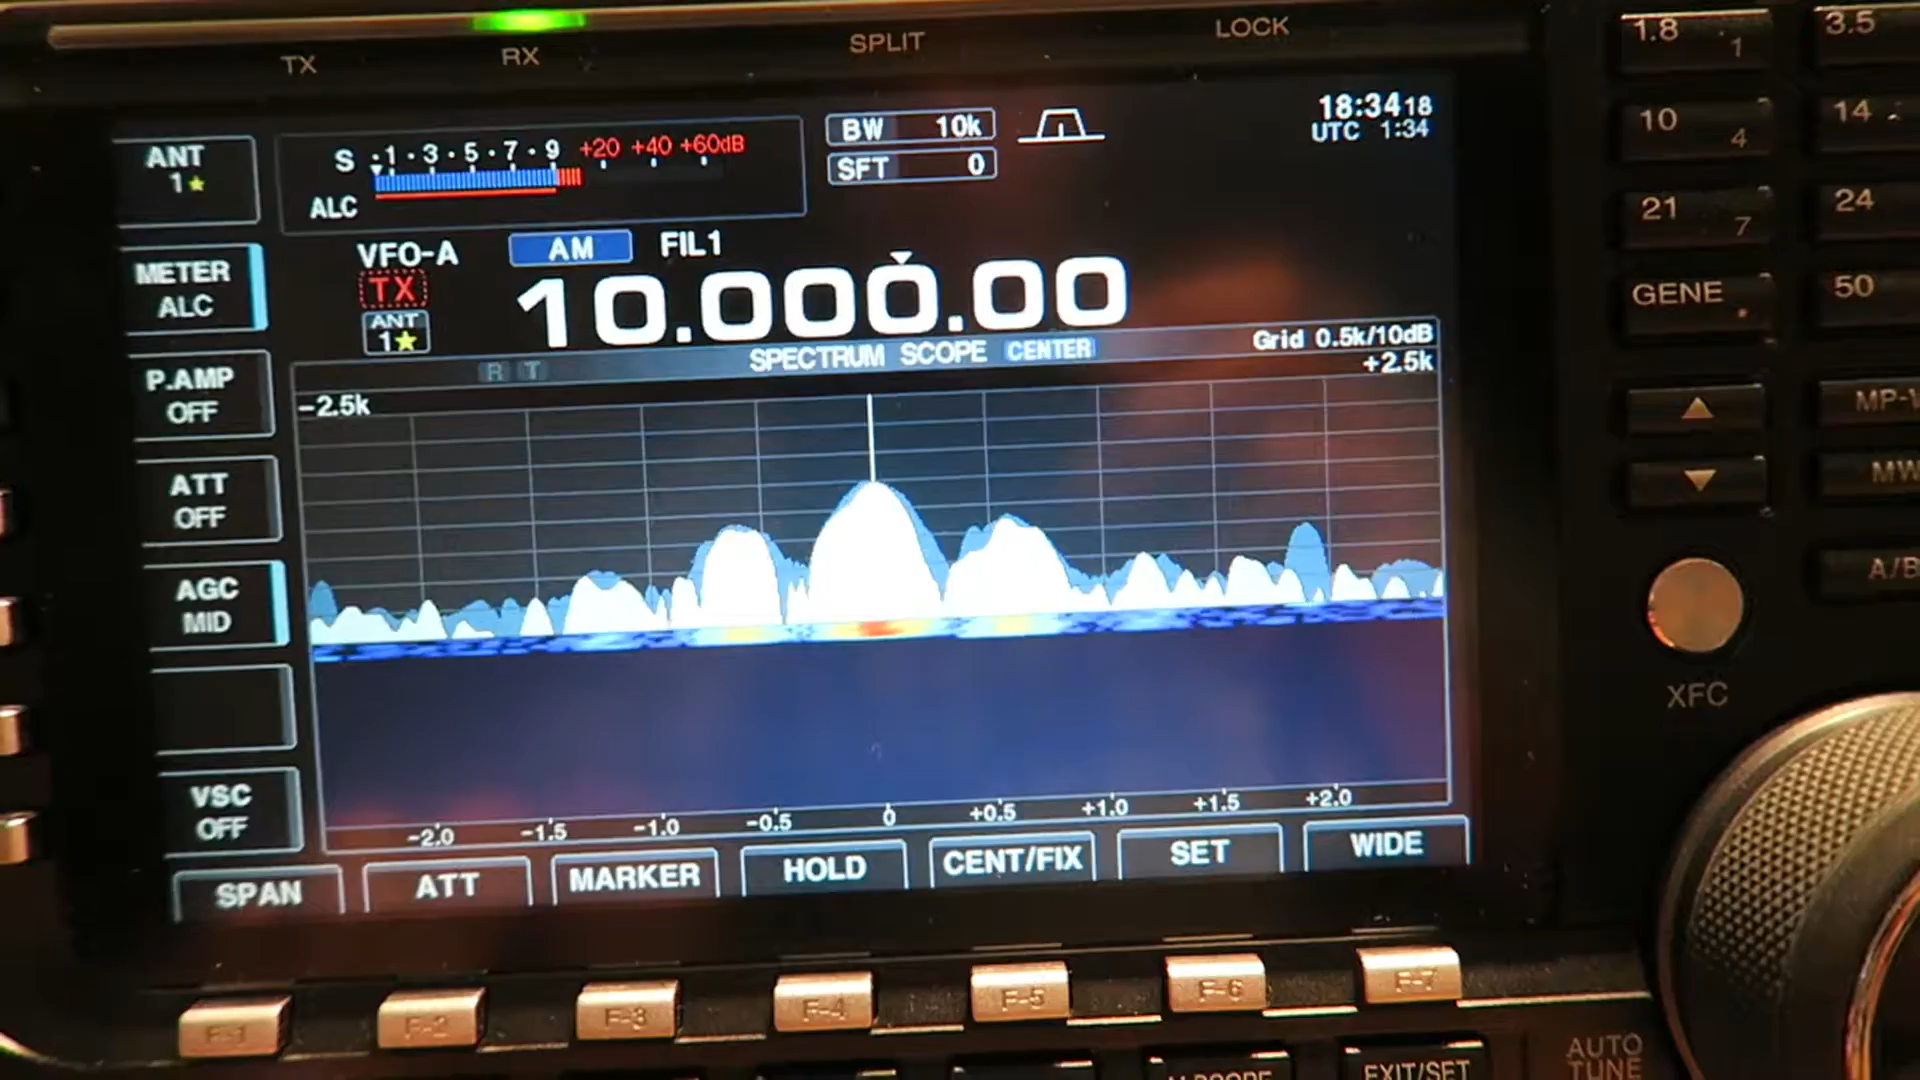 TX RX SPLIT LOCK
1.8 1 3.5
ANT 1★
S 1 · 3 · 5 · 7 · 9 +20 +40 +60dB
ALC
BW 10k
SFT 0
18:34 18
UTC 1:34
10 4 14
METER ALC
VFO-A AM FIL1
TX
ANT 1★
10.000.00
21 7 24
GENE . 50
P.AMP OFF
R T SPECTRUM SCOPE CENTER Grid 0.5k/10dB
-2.5k +2.5k
ATT OFF
AGC MID
A/B
XFC
VSC OFF
-2.0 -1.5 -1.0 -0.5 0 +0.5 +1.0 +1.5 +2.0
SPAN ATT MARKER HOLD CENT/FIX SET WIDE
F-1 F-2 F-3 F-4 F-5 F-6 F-7
EXIT/SET
AUTO TUNE